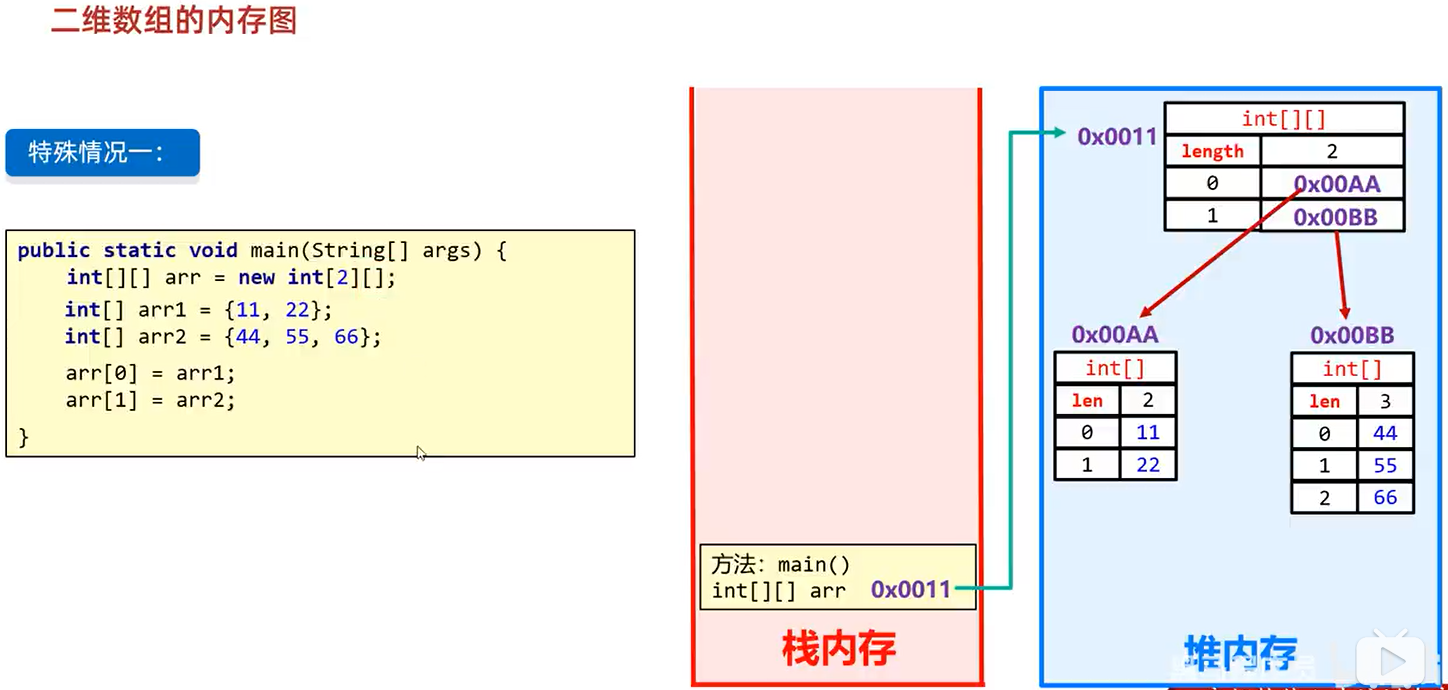 二维数组的内存图
特殊情况一：
public static void main(String[] args) {
int[][] arr = new int[2][];
int[] arr1 = {11, 22};
int[] arr2 = {44, 55, 66};
arr[0] = arr1;
arr[1] = arr2;
}
方法：main()
int[][] arr 0x0011
栈内存
0x0011
int[][]
length 2
0 0x00AA
1 0x00BB
0x00AA
int[]
len 2
0 11
1 22
0x00BB
int[]
len 3
0 44
1 55
2 66
堆内存